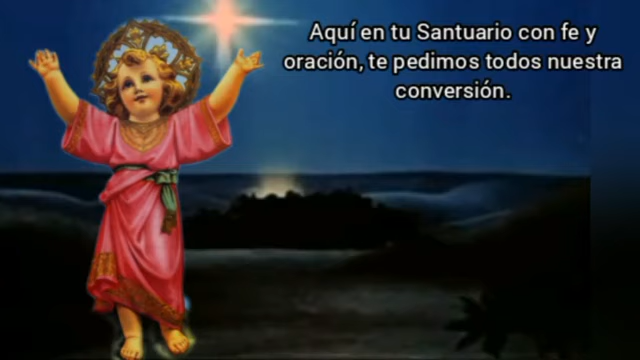 Aquí en tu Santuario con fe y
oración, te pedimos todos nuestra
conversión.